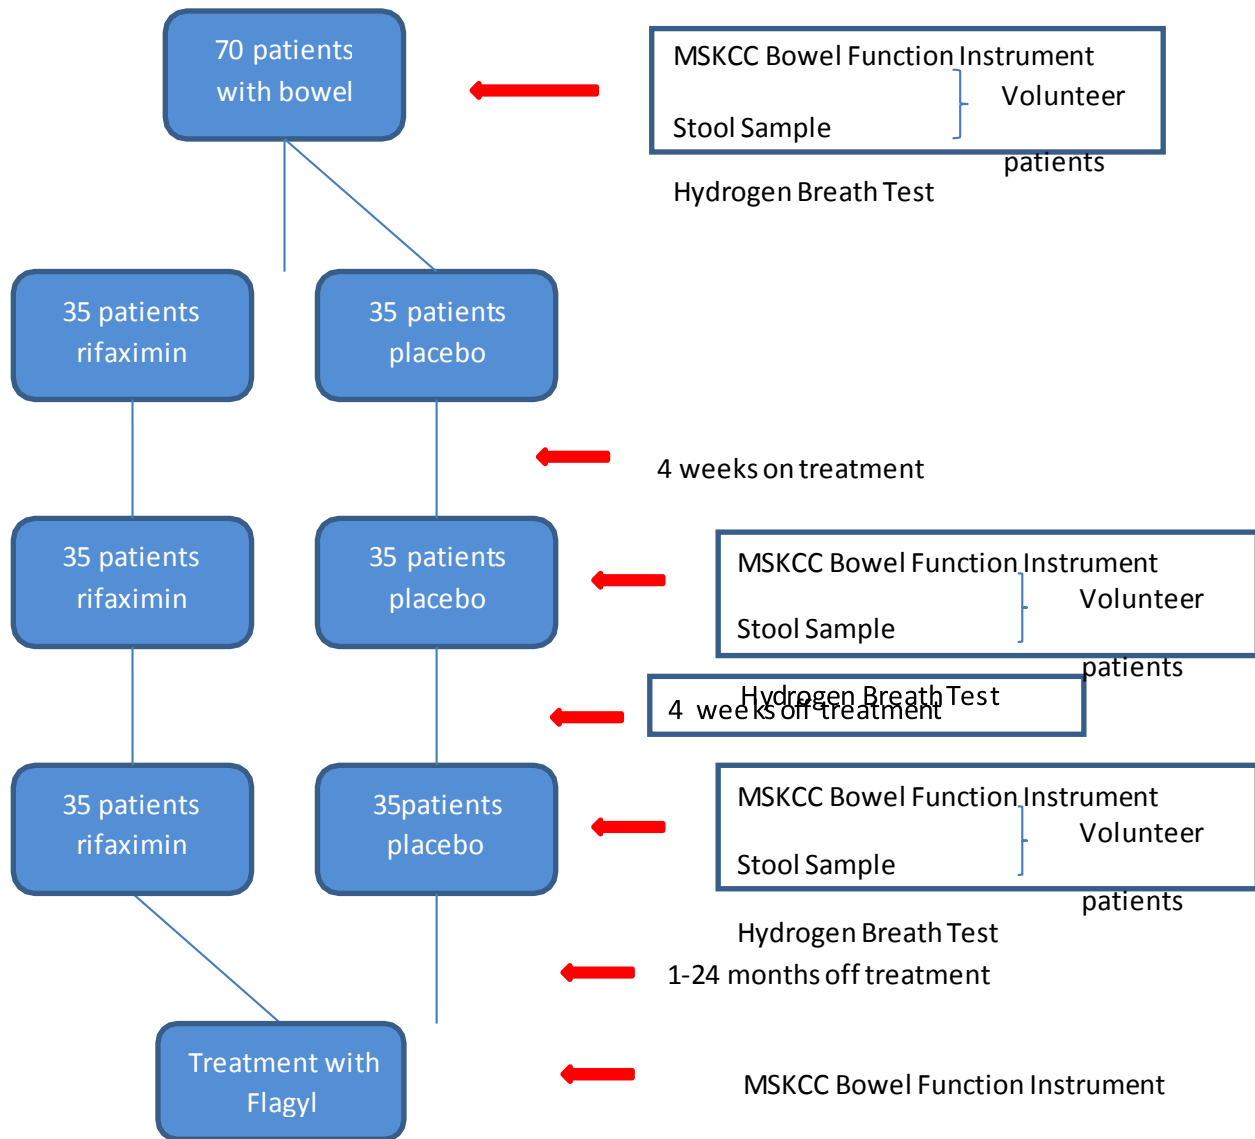 70 patients
with bowel
MSKCC Bowel Function Instrument
Volunteer
Stool Sample
patients
Hydrogen Breath Test
35 patients
rifaximin
35 patients
placebo
4 weeks on treatment
35 patients
rifaximin
35 patients
placebo
MSKCC Bowel Function Instrument
Volunteer
Stool Sample
patients
Hydrogen Breath Test
4 weeks off treatment
35 patients
rifaximin
35patients
placebo
MSKCC Bowel Function Instrument
Volunteer
Stool Sample
patients
Hydrogen Breath Test
1-24 months off treatment
Treatment with
Flagyl
MSKCC Bowel Function Instrument